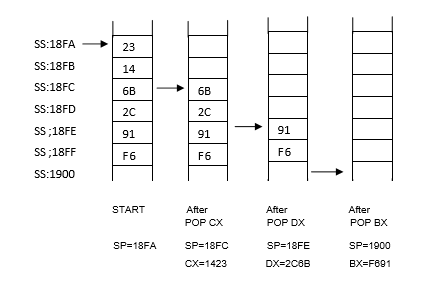 SS:18FA 23
SS:18FB 14
SS:18FC 6B 6B
SS:18FD 2C 2C
SS ;18FE 91 91 91
SS ;18FF F6 F6 F6
SS:1900
START After After After
POP CX POP DX POP BX
SP=18FA SP=18FC SP=18FE SP=1900
CX=1423 DX=2C6B BX=F691